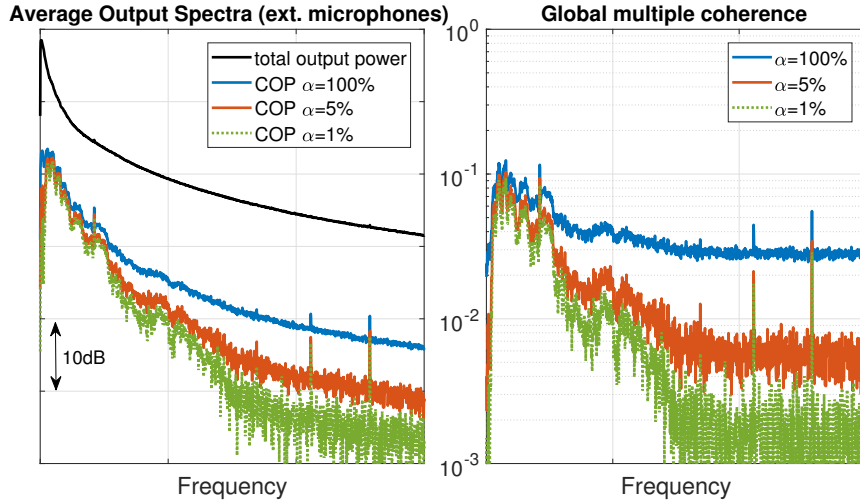 Average Output Spectra (ext. microphones)
total output power
COP α=100%
COP α=5%
COP α=1%
10dB
Frequency
Global multiple coherence
α=100%
α=5%
α=1%
10^0
10^-1
10^-2
10^-3
Frequency